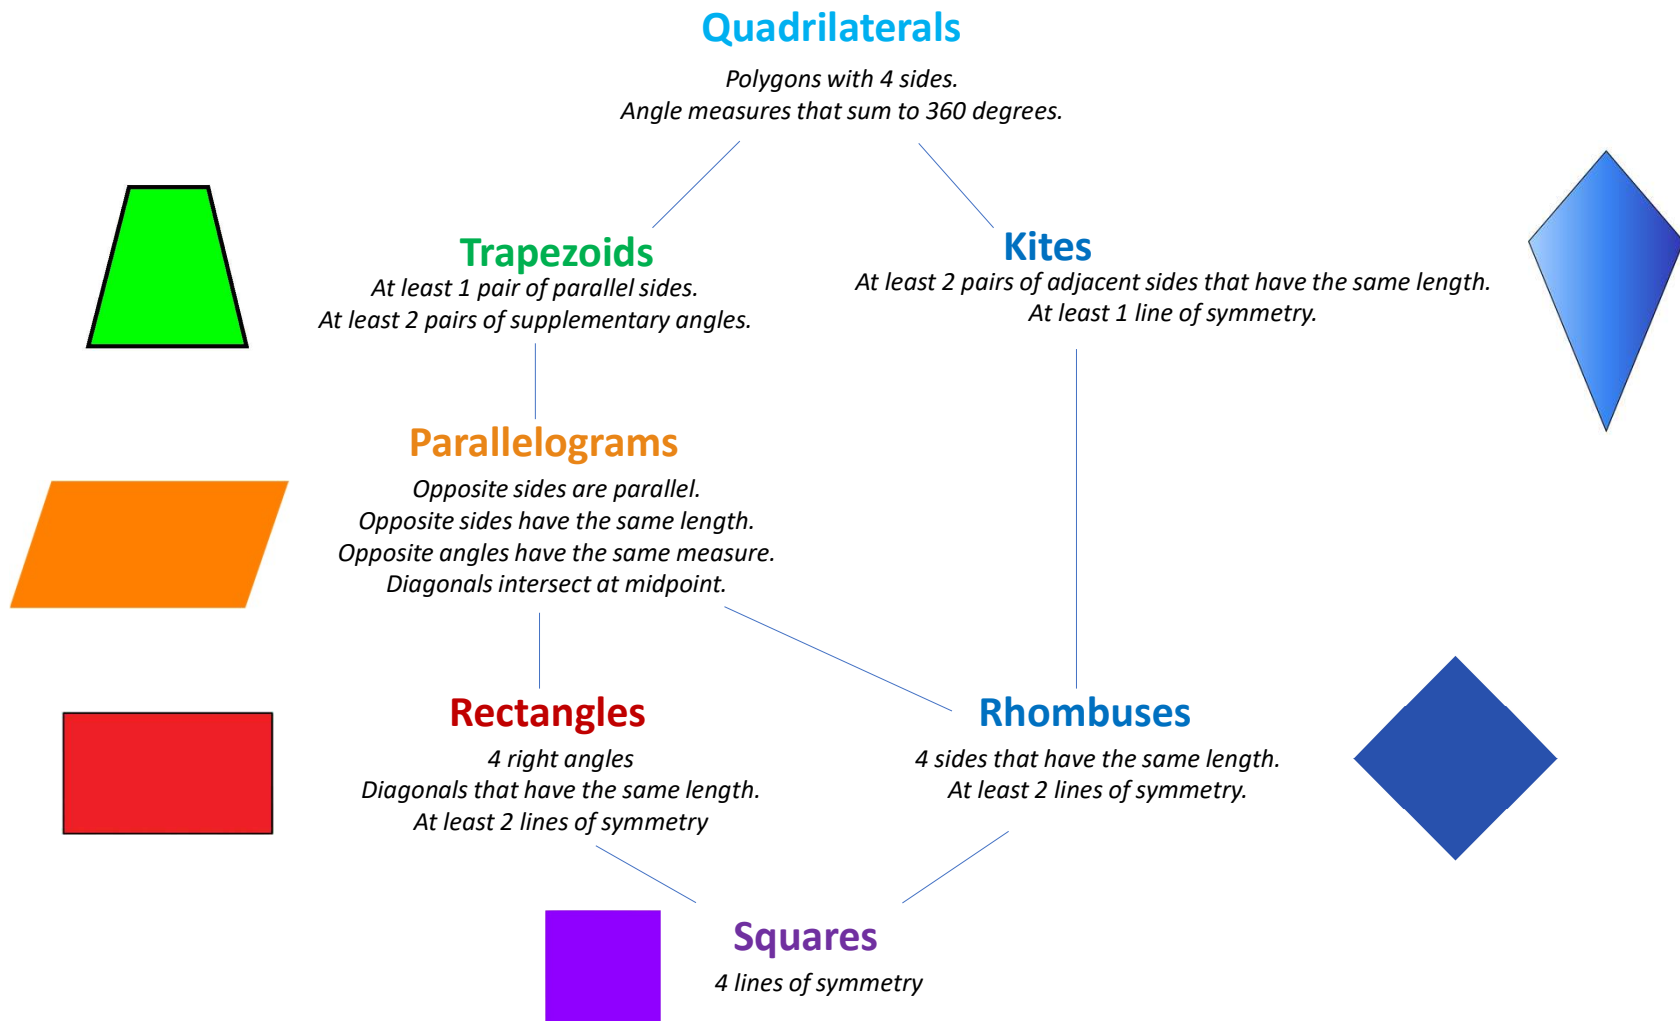 Quadrilaterals
Polygons with 4 sides.
Angle measures that sum to 360 degrees.
Trapezoids
At least 1 pair of parallel sides.
At least 2 pairs of supplementary angles.
Kites
At least 2 pairs of adjacent sides that have the same length.
At least 1 line of symmetry.
Parallelograms
Opposite sides are parallel.
Opposite sides have the same length.
Opposite angles have the same measure.
Diagonals intersect at midpoint.
Rectangles
4 right angles
Diagonals that have the same length.
At least 2 lines of symmetry
Rhombuses
4 sides that have the same length.
At least 2 lines of symmetry.
Squares
4 lines of symmetry